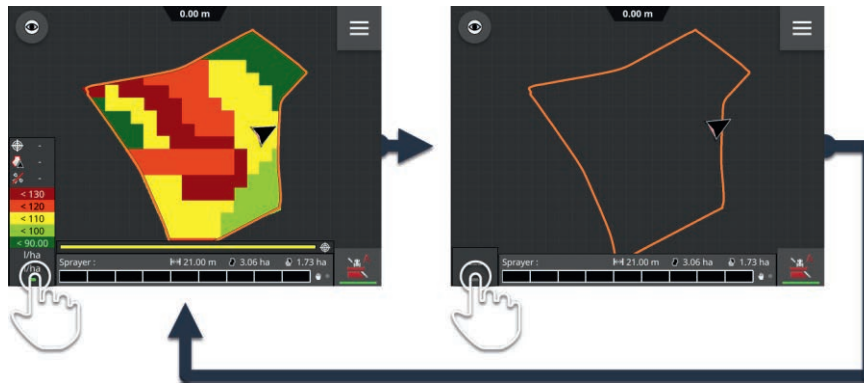 0.00 m
-
-
-
< 130
< 120
< 110
< 100
< 90.00
l/ha
Sprayer : 21.00 m 3.06 ha 1.73 ha
0.00 m
Sprayer : 21.00 m 3.06 ha 1.73 ha